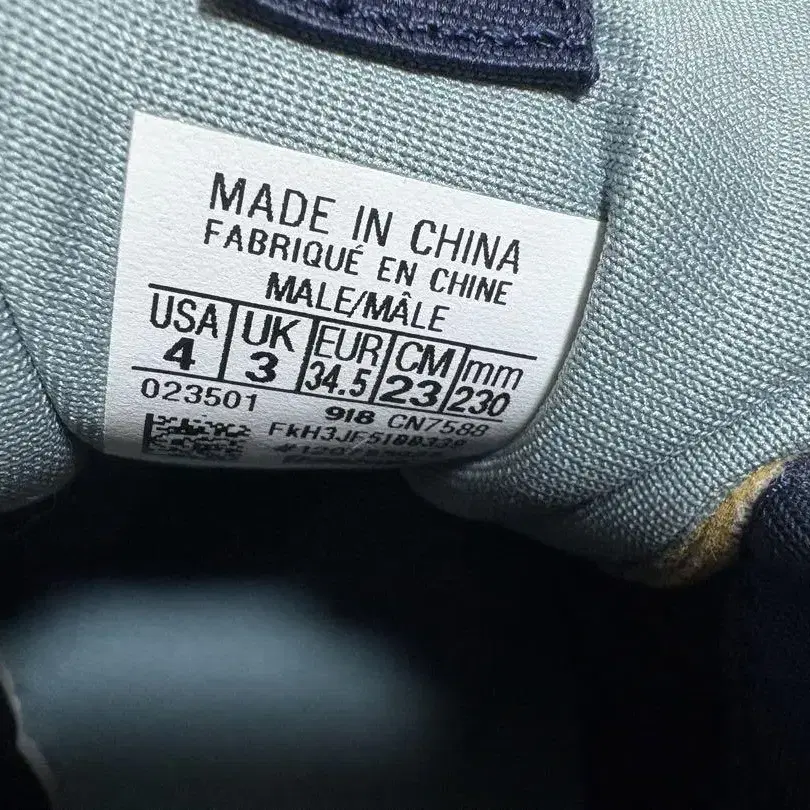 MADE IN CHINA
FABRIQUÉ EN CHINE
MALE/MÂLE
USA UK EUR CM mm
4 3 34.5 23 230
023501 918 CN7588